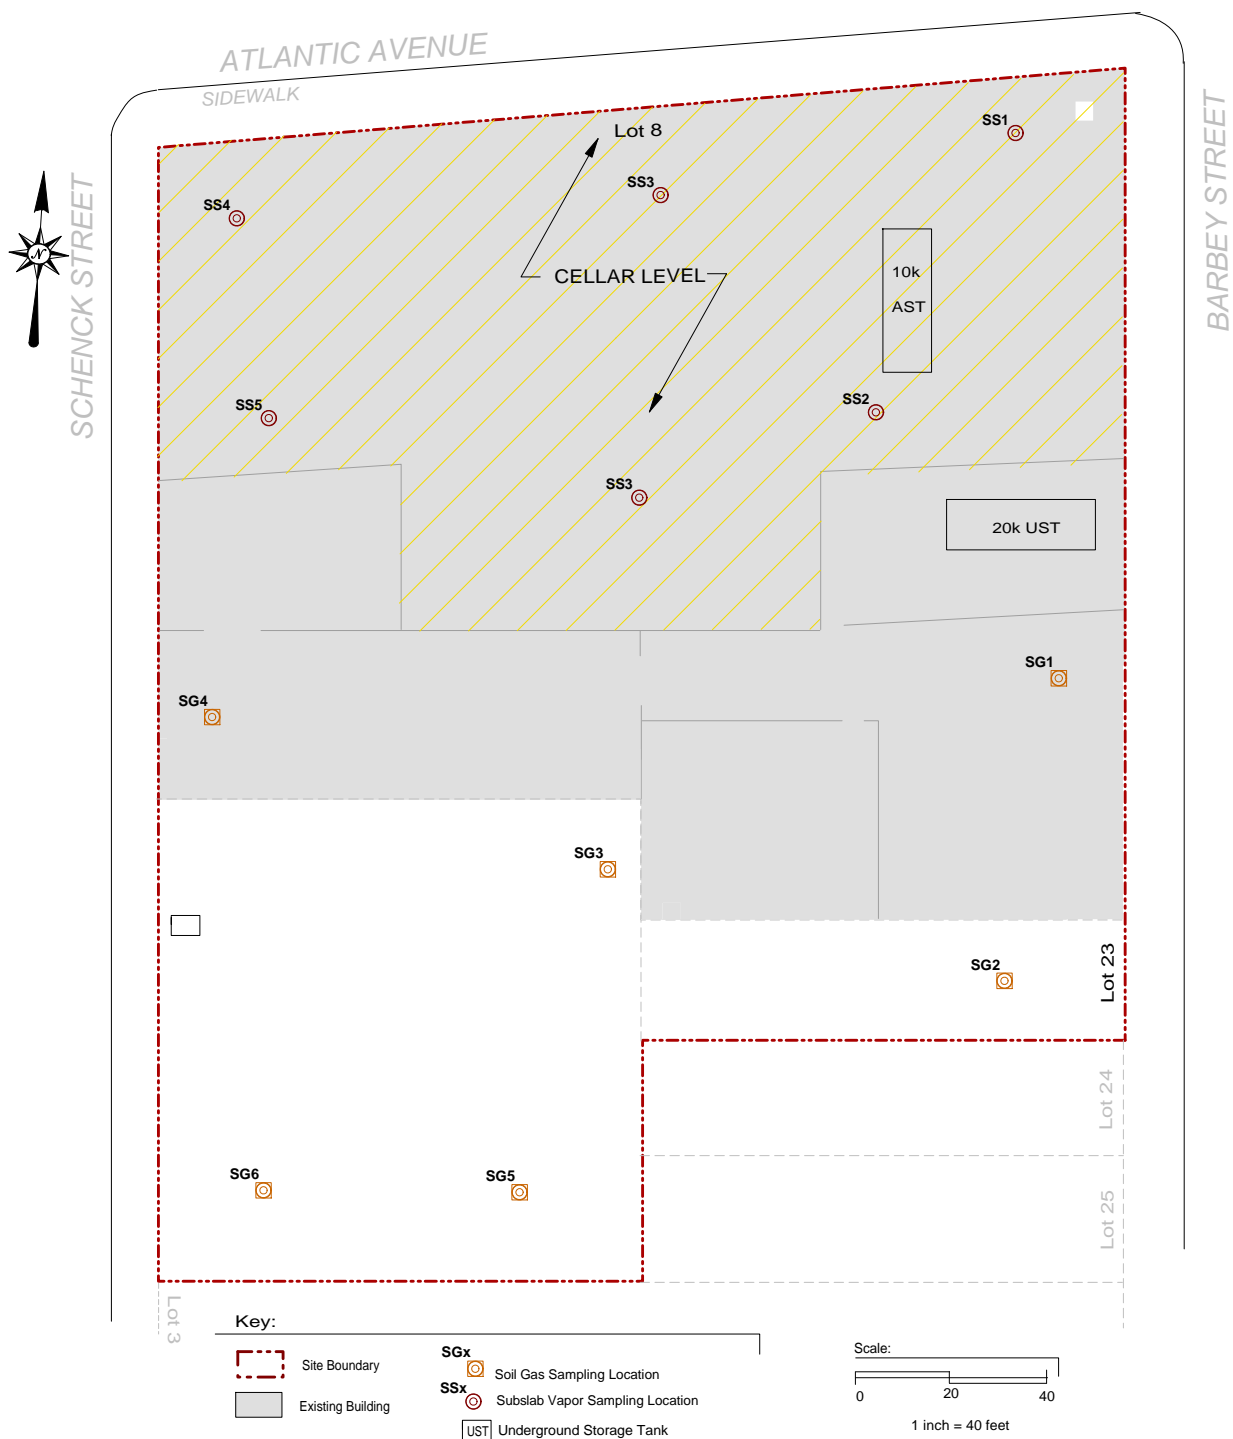 ATLANTIC AVENUE
SIDEWALK
SCHENCK STREET
BARBEY STREET
N
Lot 8
SS1
SS3
SS4
CELLAR LEVEL
10k
AST
SS5
SS2
SS3
20k UST
SG1
SG4
SG3
SG2
Lot 23
Lot 24
SG6
SG5
Lot 25
Lot 3
Key:
Site Boundary
Existing Building
SGx
Soil Gas Sampling Location
SSx
Subslab Vapor Sampling Location
UST Underground Storage Tank
Scale:
0 20 40
1 inch = 40 feet